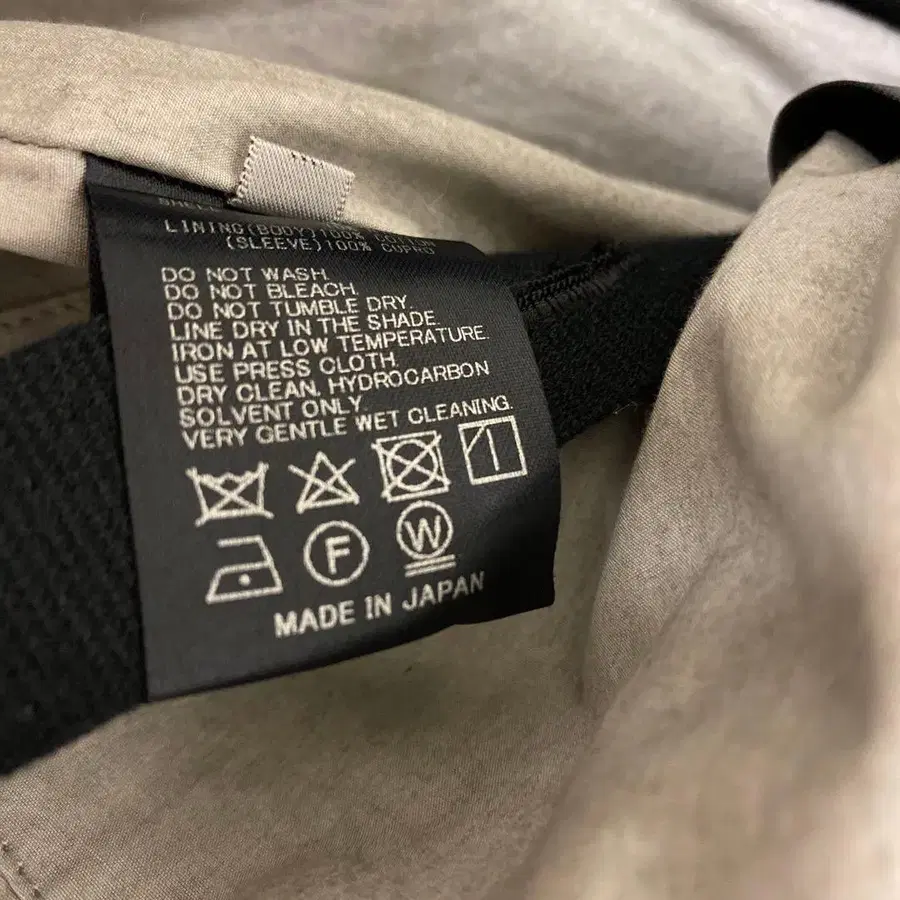 LINING(BODY)100% COTTON
(SLEEVE)100% CUPRO
DO NOT WASH.
DO NOT BLEACH.
DO NOT TUMBLE DRY.
LINE DRY IN THE SHADE.
IRON AT LOW TEMPERATURE.
USE PRESS CLOTH.
DRY CLEAN, HYDROCARBON
SOLVENT ONLY.
VERY GENTLE WET CLEANING.
F
W
MADE IN JAPAN